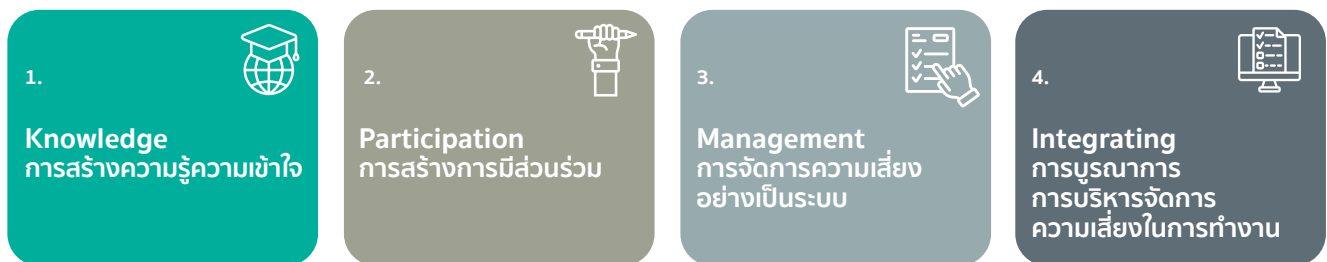 1.
Knowledge
การสร้างความรู้ความเข้าใจ
2.
Participation
การสร้างการมีส่วนร่วม
3.
Management
การจัดการความเสี่ยง
อย่างเป็นระบบ
4.
Integrating
การบูรณาการ
การบริหารจัดการ
ความเสี่ยงในการทำงาน